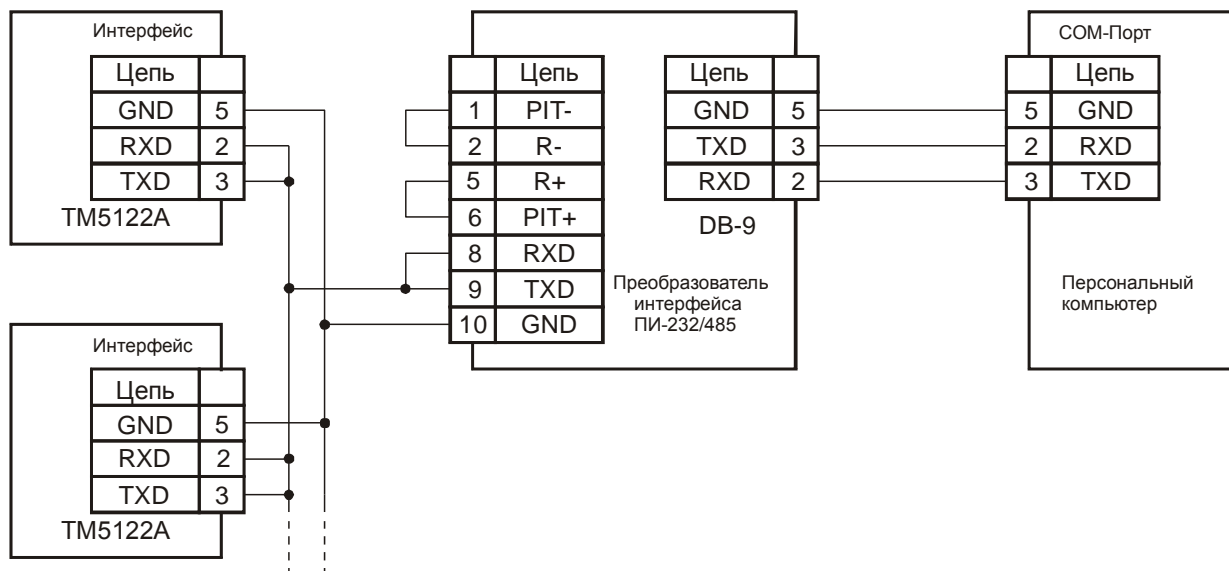 Интерфейс
Цепь
GND 5
RXD 2
TXD 3
ТМ5122А
Интерфейс
Цепь
GND 5
RXD 2
TXD 3
ТМ5122А
Цепь
1 PIT-
2 R-
5 R+
6 PIT+
8 RXD
9 TXD
10 GND
Цепь
GND 5
TXD 3
RXD 2
DB-9
Преобразователь
интерфейса
ПИ-232/485
COM-Порт
Цепь
5 GND
2 RXD
3 TXD
Персональный
компьютер